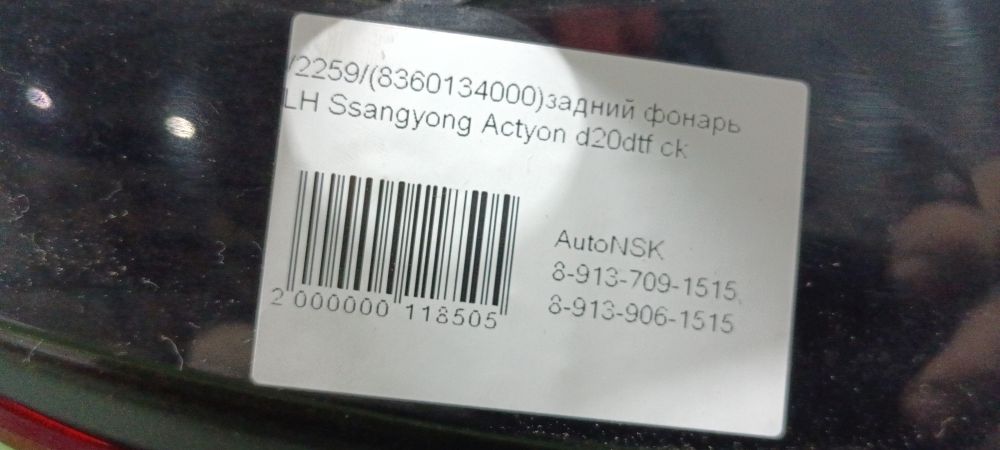 /2259/(8360134000)задний фонарь
LH Ssangyong Actyon d20dtf ck
AutoNSK
8-913-709-1515
8-913-906-1515
2 000000 118505